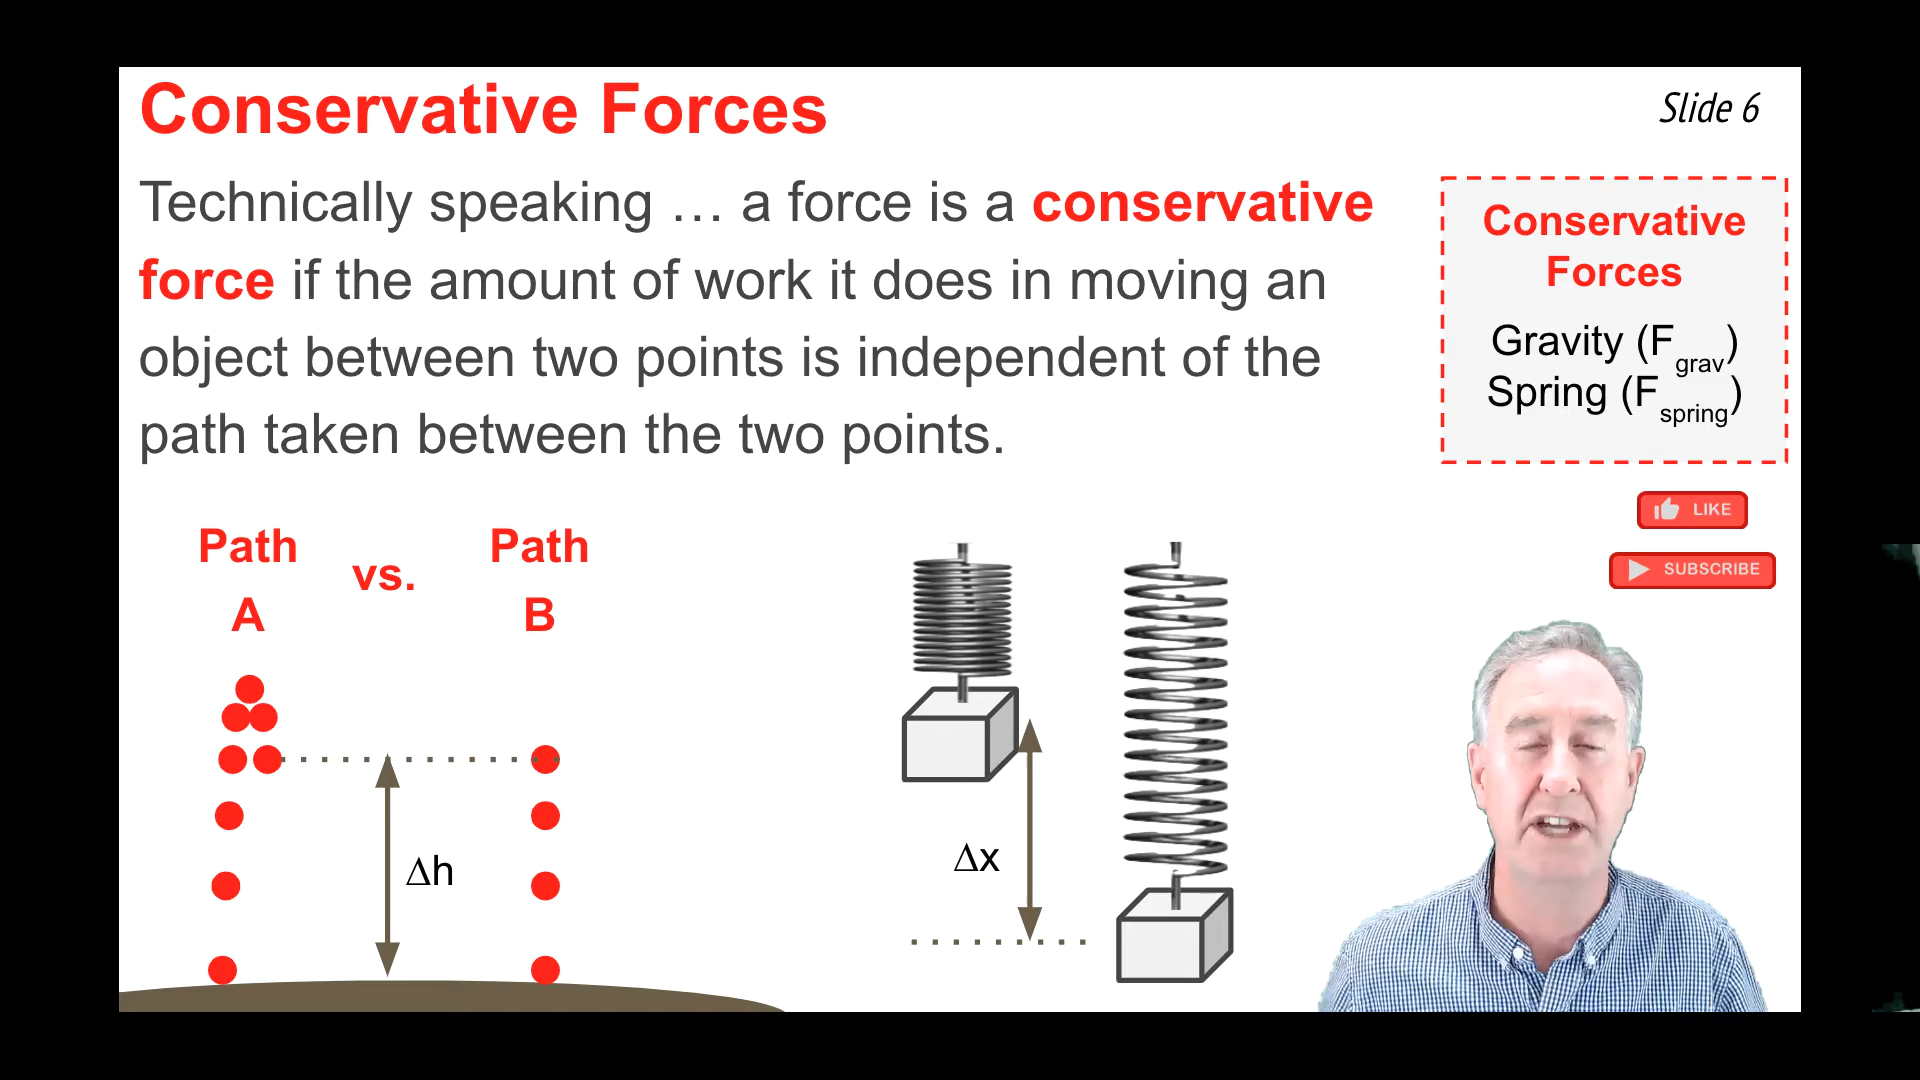 Conservative Forces
Slide 6
Technically speaking … a force is a conservative
force if the amount of work it does in moving an
object between two points is independent of the
path taken between the two points.
Conservative
Forces
Gravity (Fgrav)
Spring (Fspring)
LIKE
SUBSCRIBE
Path
A
vs.
Path
B
Δh
Δx